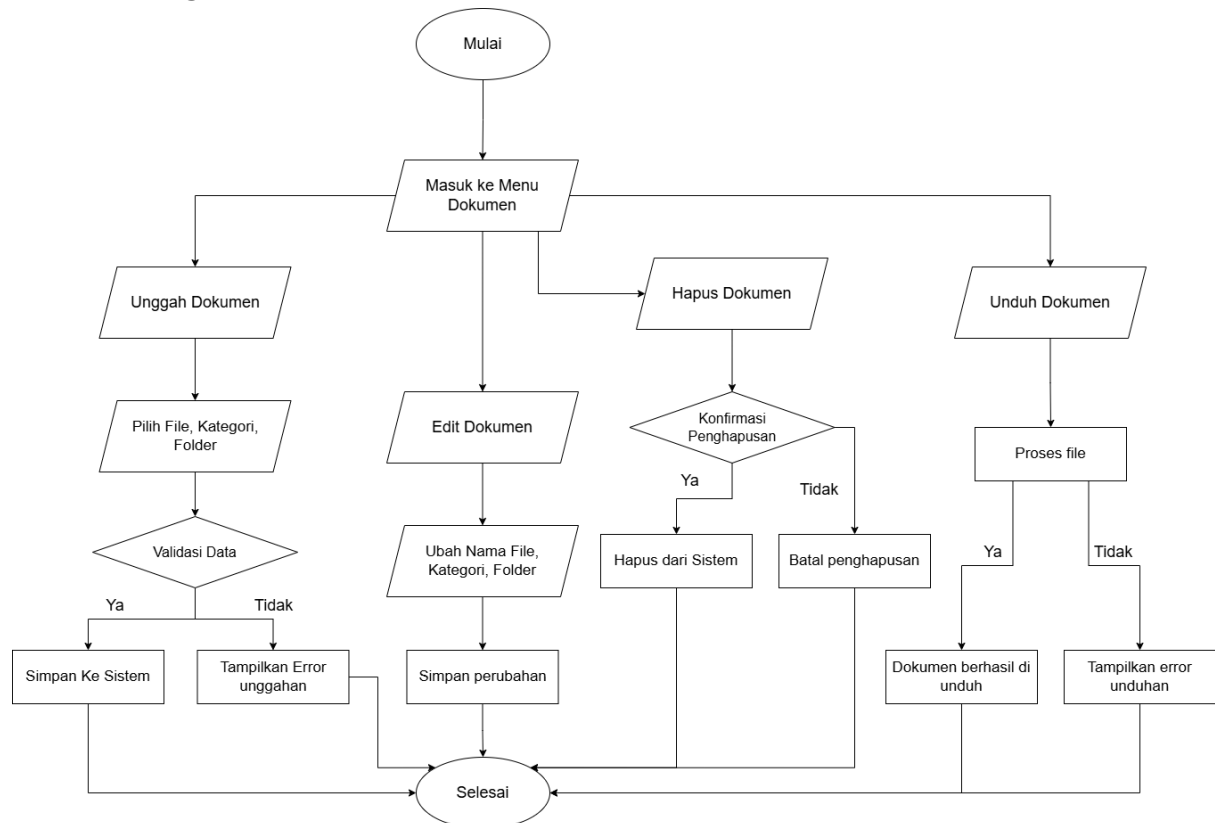 Mulai
Masuk ke Menu
Dokumen
Unggah Dokumen
Hapus Dokumen
Unduh Dokumen
Pilih File, Kategori,
Folder
Edit Dokumen
Konfirmasi
Penghapusan
Proses file
Ya
Tidak
Validasi Data
Ubah Nama File,
Kategori, Folder
Hapus dari Sistem
Batal penghapusan
Ya
Tidak
Ya
Tidak
Simpan Ke Sistem
Tampilkan Error
unggahan
Simpan perubahan
Dokumen berhasil di
unduh
Tampilkan error
unduhan
Selesai